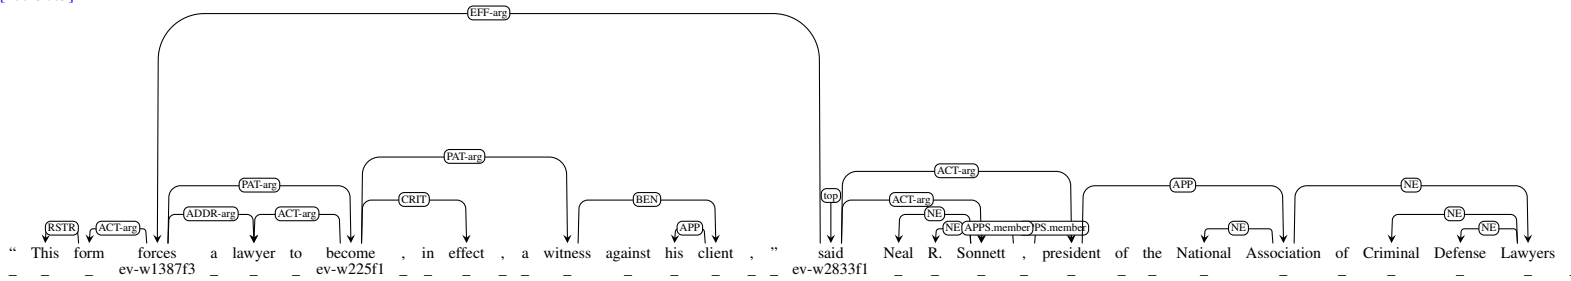 EFF-arg
PAT-arg
ACT-arg
PAT-arg CRIT BEN top ACT-arg APP NE
RSTR ACT-arg ADDR-arg ACT-arg APP NE NE APPS.member PS.member NE NE NE
“ This form forces a lawyer to become , in effect , a witness against his client , ” said Neal R. Sonnett , president of the National Association of Criminal Defense Lawyers
_ _ _ ev-w1387f3 _ _ _ ev-w225f1 _ _ _ _ _ _ _ _ _ _ _ ev-w2833f1 _ _ _ _ _ _ _ _ _ _ _ _ _